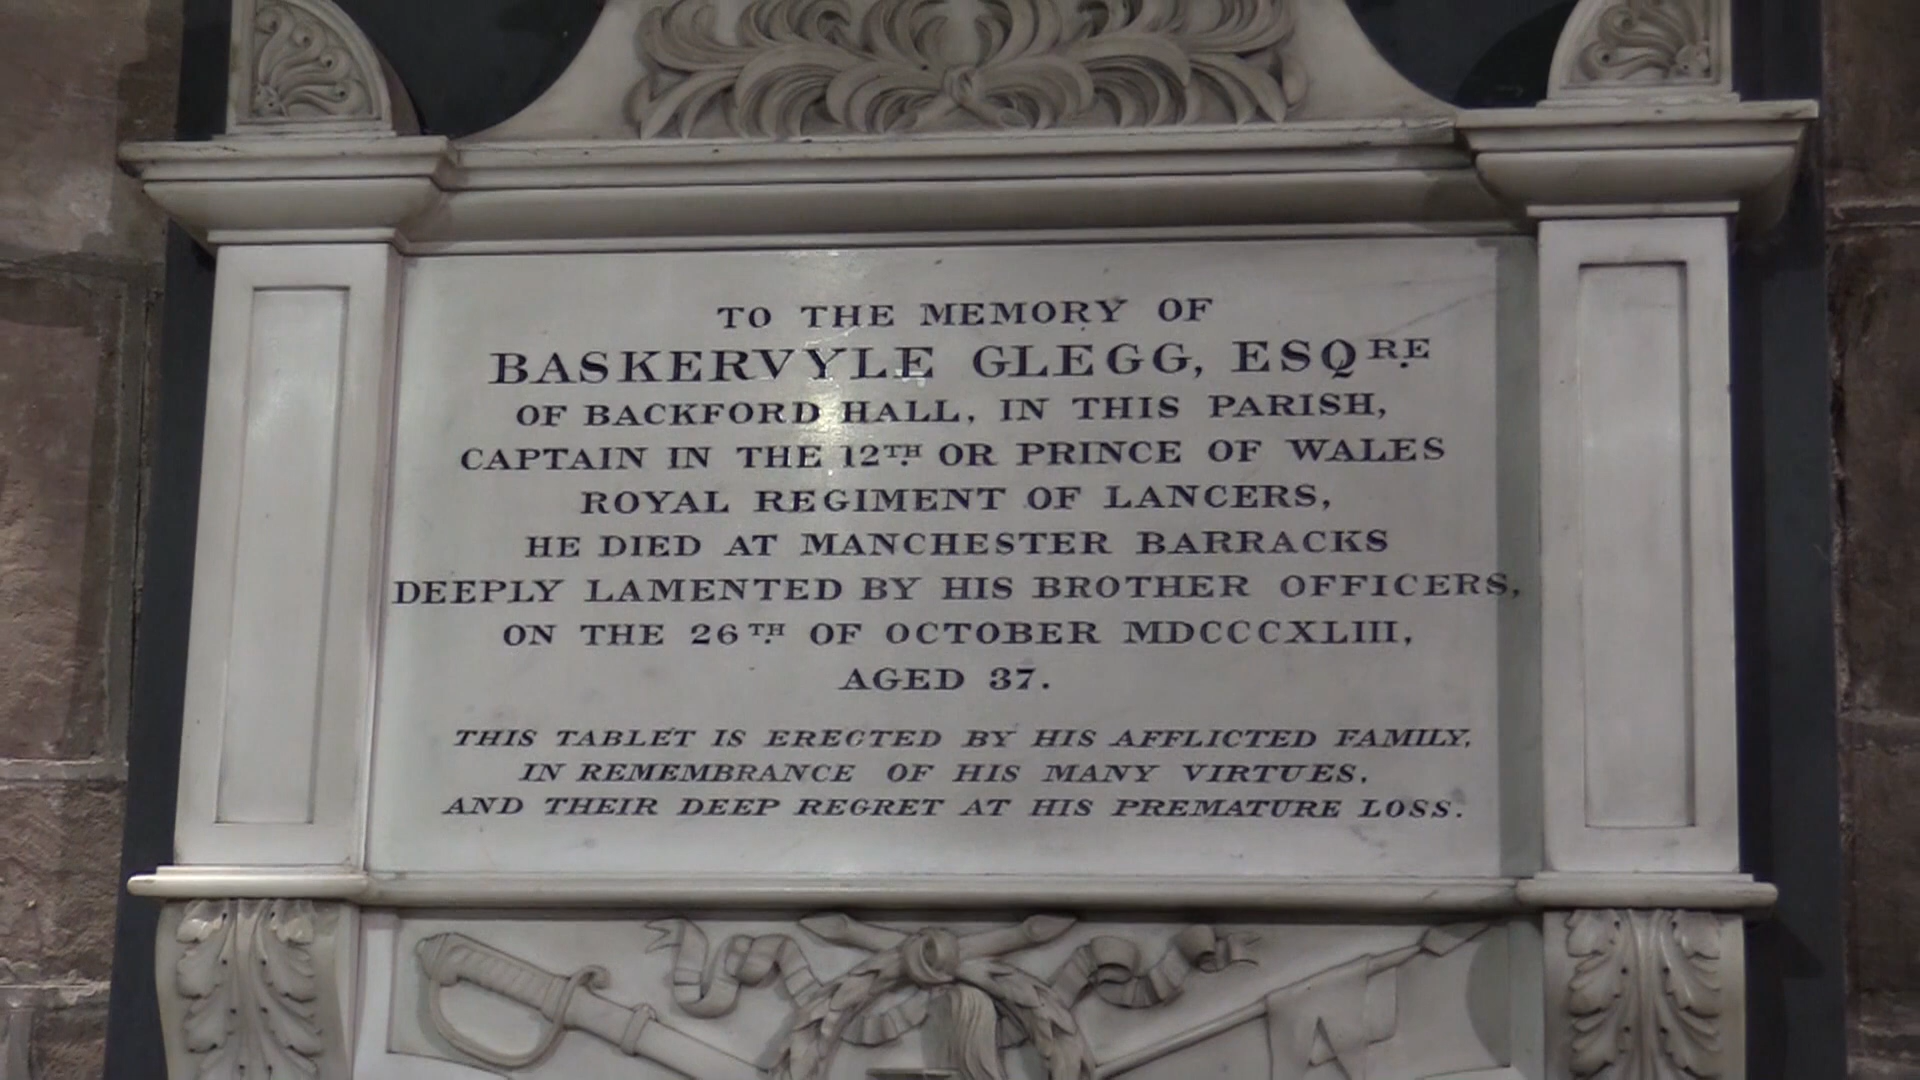 TO THE MEMORY OF
BASKERVYLE GLEGG, ESQRE.
OF BACKFORD HALL, IN THIS PARISH,
CAPTAIN IN THE 12TH. OR PRINCE OF WALES
ROYAL REGIMENT OF LANCERS,
HE DIED AT MANCHESTER BARRACKS
DEEPLY LAMENTED BY HIS BROTHER OFFICERS,
ON THE 26TH. OF OCTOBER MDCCCXLIII,
AGED 37.
THIS TABLET IS ERECTED BY HIS AFFLICTED FAMILY,
IN REMEMBRANCE OF HIS MANY VIRTUES,
AND THEIR DEEP REGRET AT HIS PREMATURE LOSS.